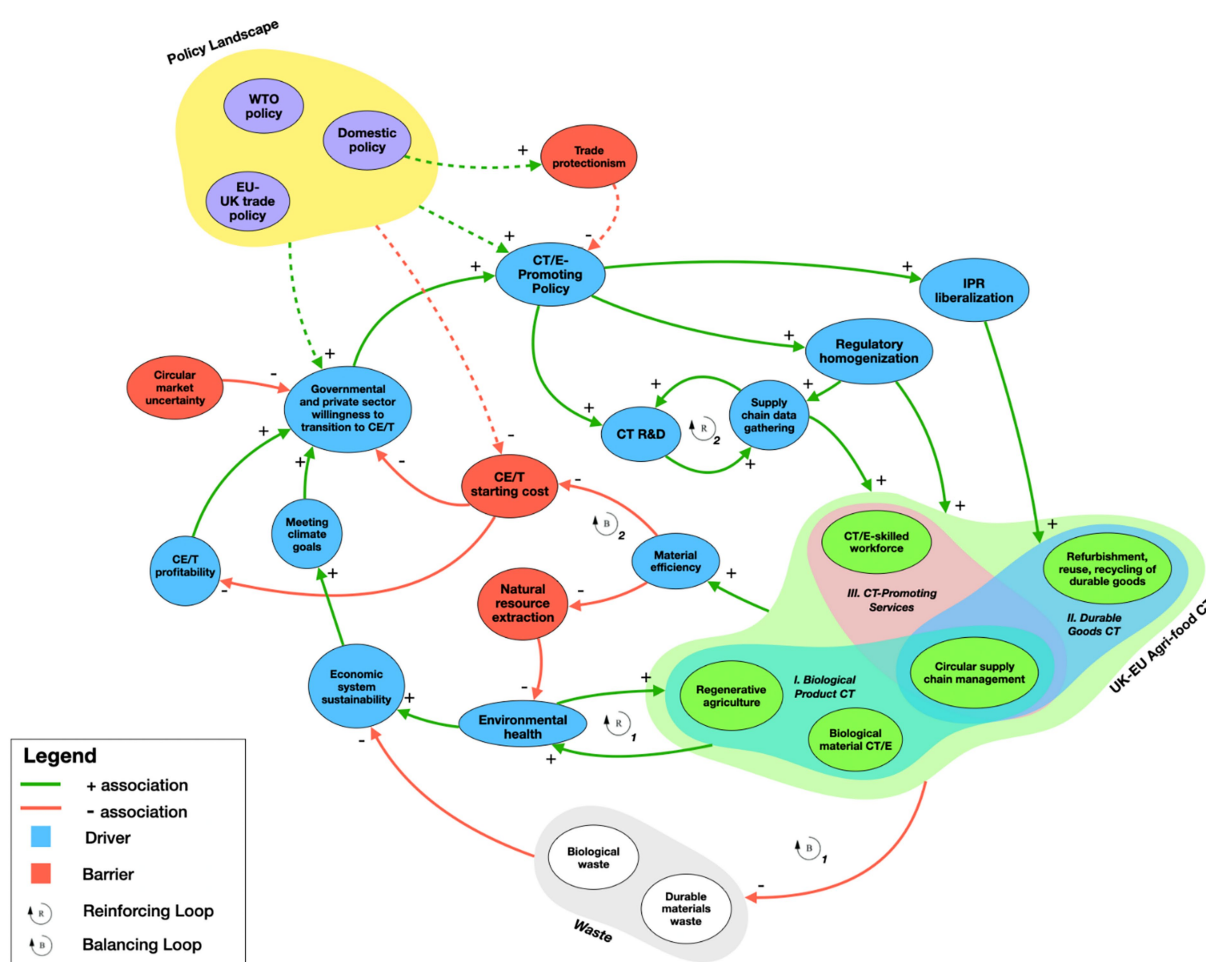 Policy Landscape
WTO
policy
Domestic
policy
EU-
UK trade
policy
+
Trade
protectionism
+
-
+
CT/E-
Promoting
Policy
+
IPR
liberalization
+
Regulatory
homogenization
+
Circular
market
uncertainty
-
Governmental
and private sector
willingness to
transition to CE/T
+
+
-
-
CT R&D
+
+
R
2
Supply
chain data
gathering
+
+
CE/T
starting cost
-
B
2
Meeting
climate
goals
+
CE/T
profitability
-
+
Material
efficiency
+
Natural
resource
extraction
-
-
+
+
+
CT/E-skilled
workforce
III. CT-Promoting
Services
Refurbishment,
reuse, recycling of
durable goods
II. Durable
Goods CT
UK-EU Agri-food CT
Circular supply
chain management
I. Biological
Product CT
Regenerative
agriculture
Biological
material CT/E
Economic
system
sustainability
+
-
Environmental
health
+
+
R
1
B
1
-
Biological
waste
Durable
materials
waste
Waste
Legend
+ association
- association
Driver
Barrier
R
Reinforcing Loop
B
Balancing Loop